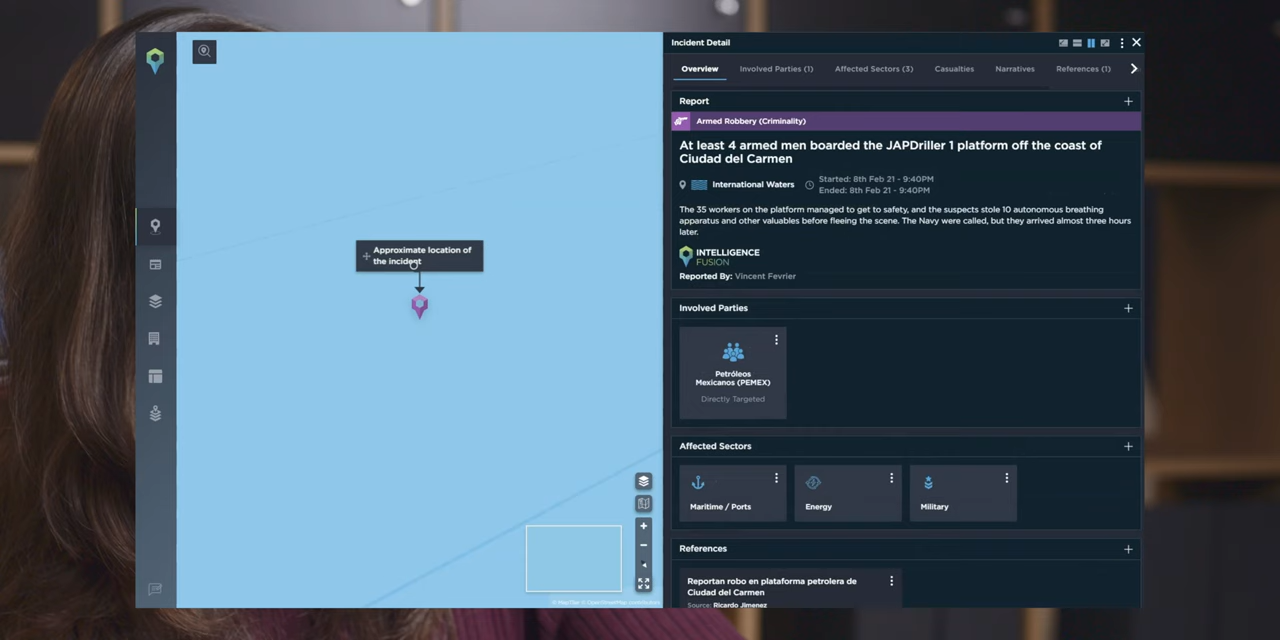 Incident Detail
Overview
Involved Parties (1)
Affected Sectors (3)
Casualties
Narratives
References (1)
Report
Armed Robbery (Criminality)
At least 4 armed men boarded the JAPDriller 1 platform off the coast of
Ciudad del Carmen
International Waters
Started: 8th Feb 21 - 9:40PM
Ended: 8th Feb 21 - 9:40PM
The 35 workers on the platform managed to get to safety, and the suspects stole 10 autonomous breathing
apparatus and other valuables before fleeing the scene. The Navy were called, but they arrived almost three hours
later.
INTELLIGENCE
FUSION
Reported By: Vincent Fevrier
Approximate location of
the incident
Involved Parties
Petróleos
Mexicanos (PEMEX)
Directly Targeted
Affected Sectors
Maritime / Ports
Energy
Military
References
Reportan robo en plataforma petrolera de
Ciudad del Carmen
Source: Ricardo Jimenez